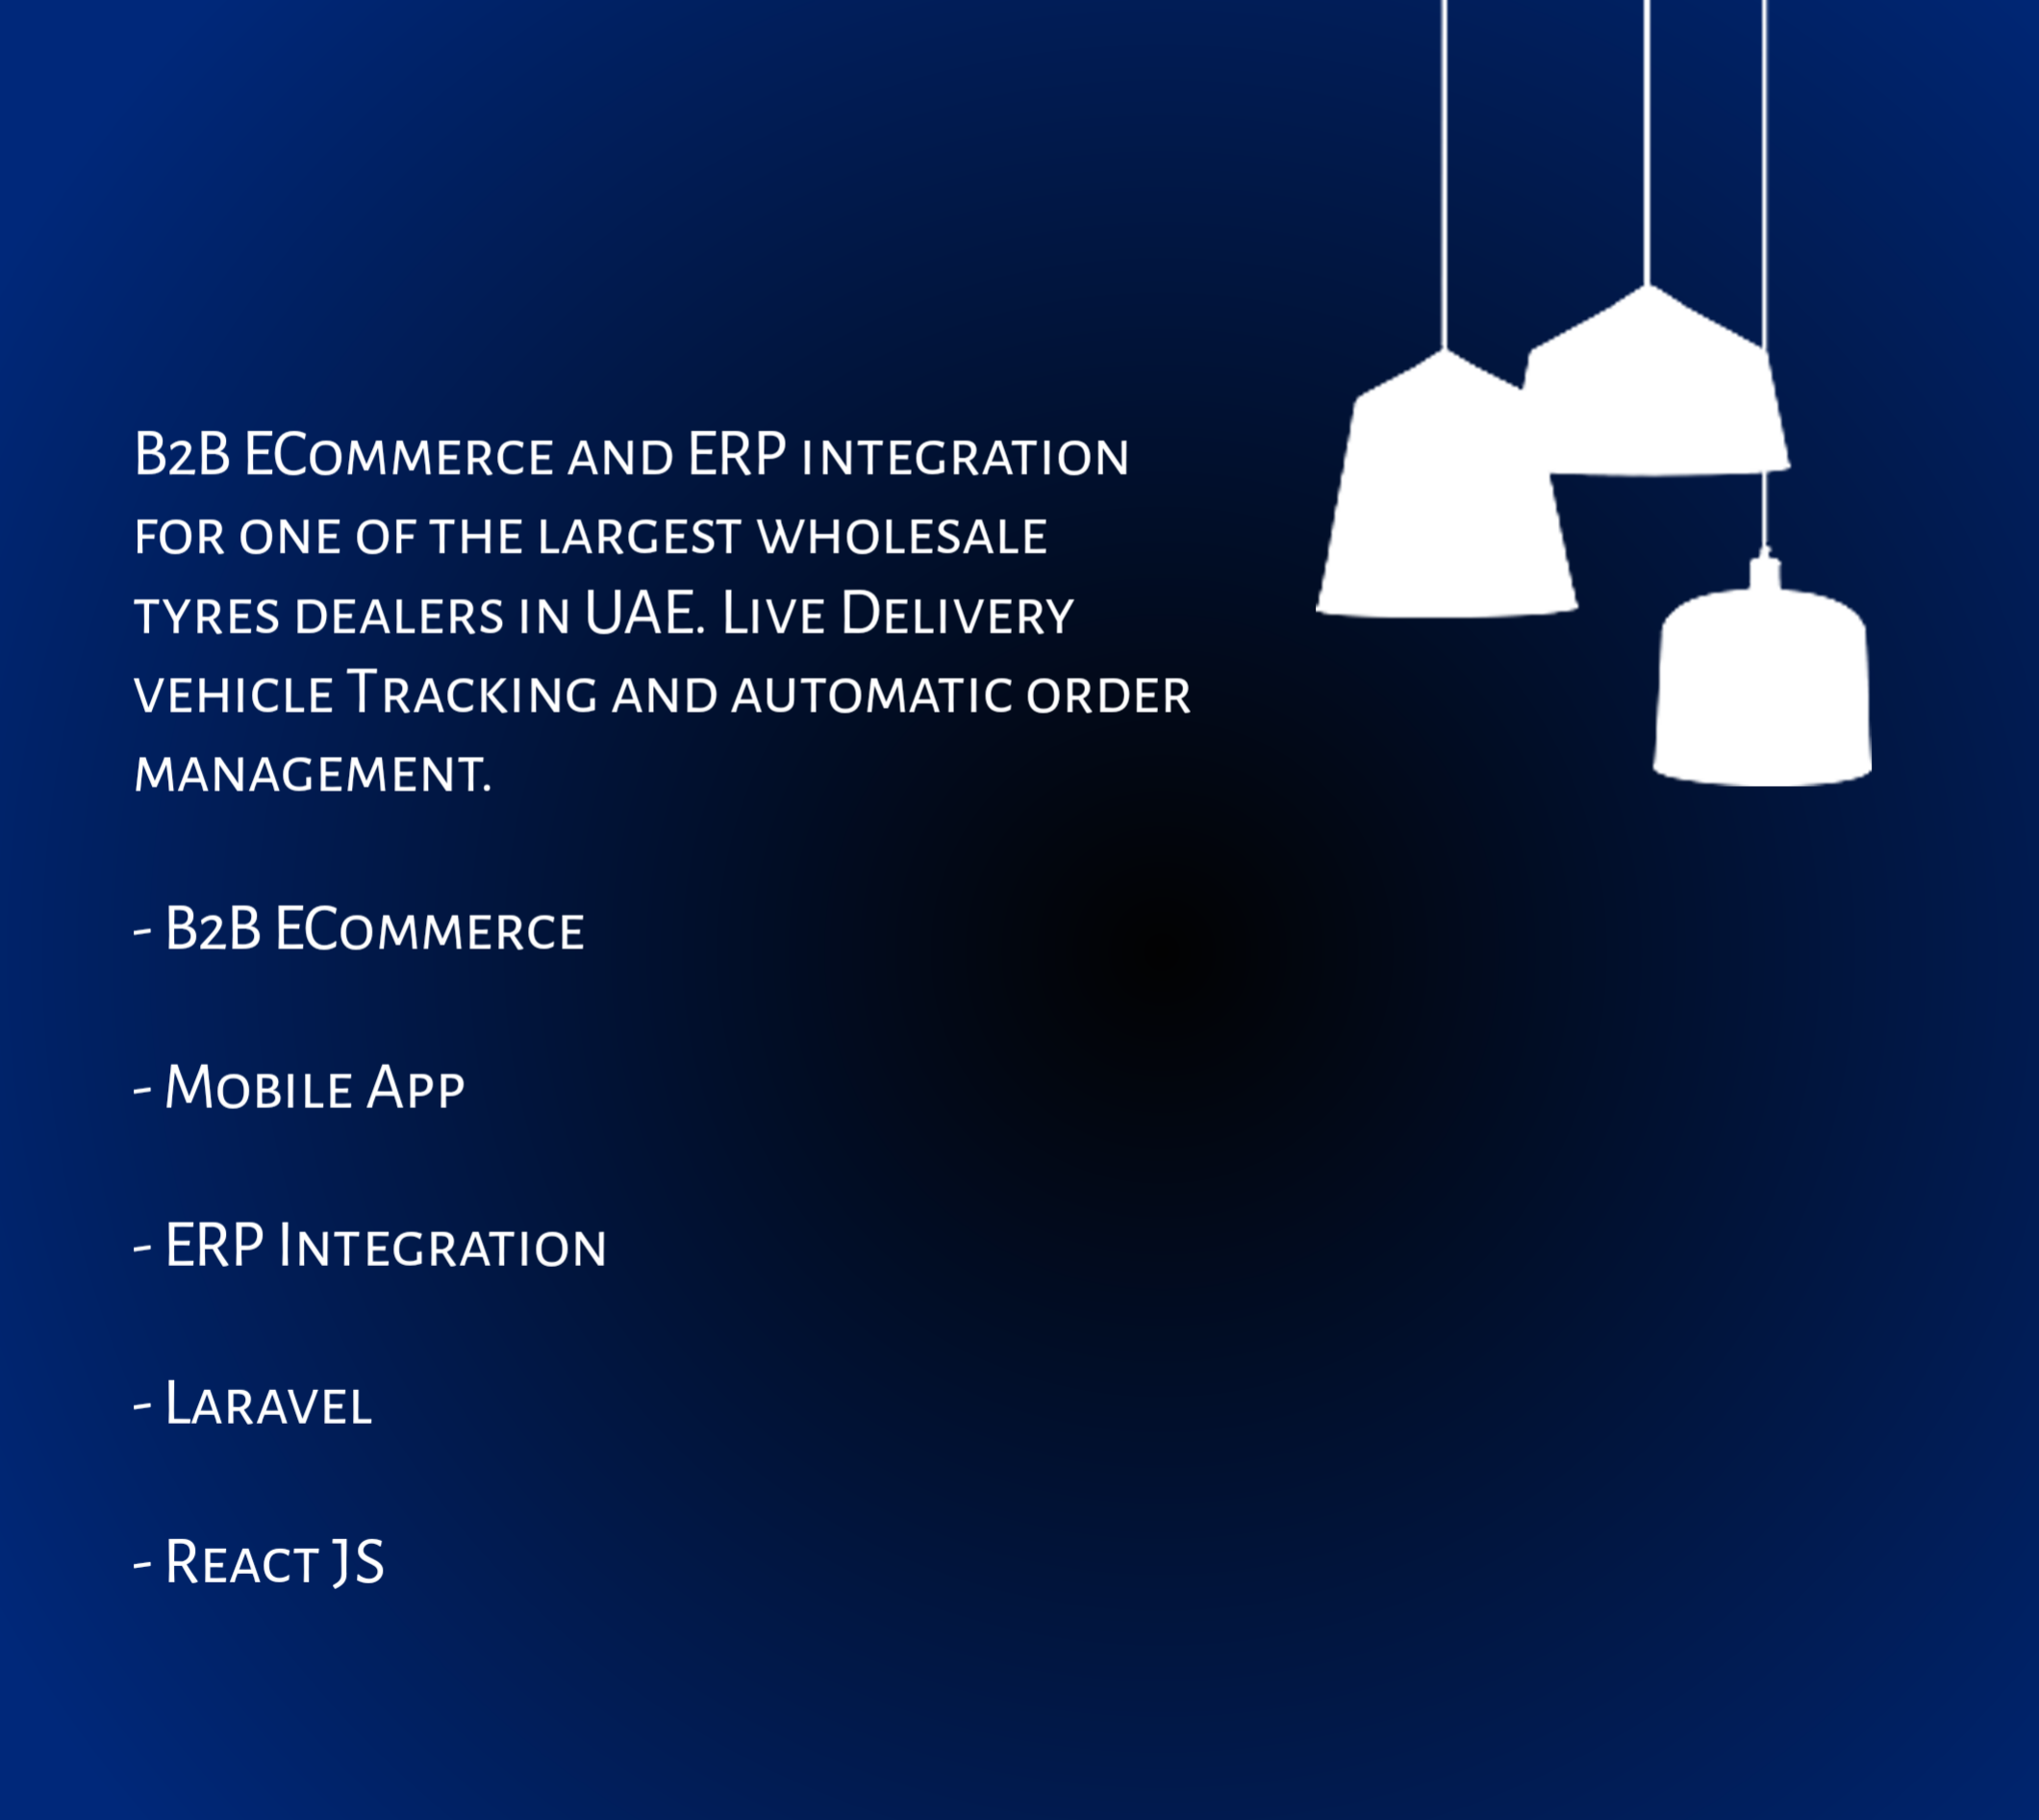 B2B ECommerce and ERP integration
for one of the largest wholesale
tyres dealers in UAE. Live Delivery
vehicle Tracking and automatic order
management.
- B2B ECommerce
- Mobile App
- ERP Integration
- Laravel
- React JS